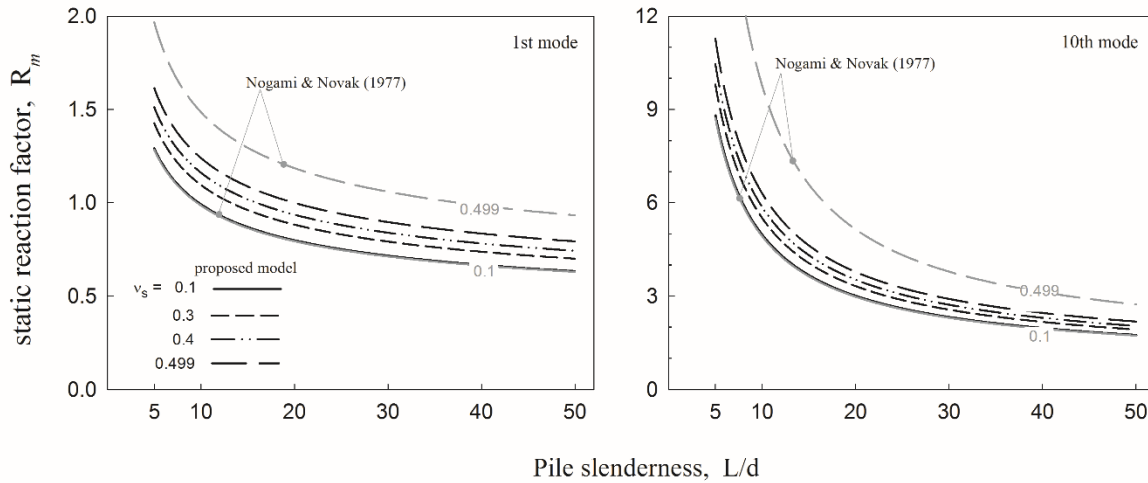 static reaction factor, Rm
2.0
1.5
1.0
0.5
0.0
1st mode
Nogami & Novak (1977)
0.499
0.1
proposed model
νs = 0.1
0.3
0.4
0.499
5 10 20 30 40 50
12
9
6
3
0
10th mode
Nogami & Novak (1977)
0.499
0.1
5 10 20 30 40 50
Pile slenderness, L/d